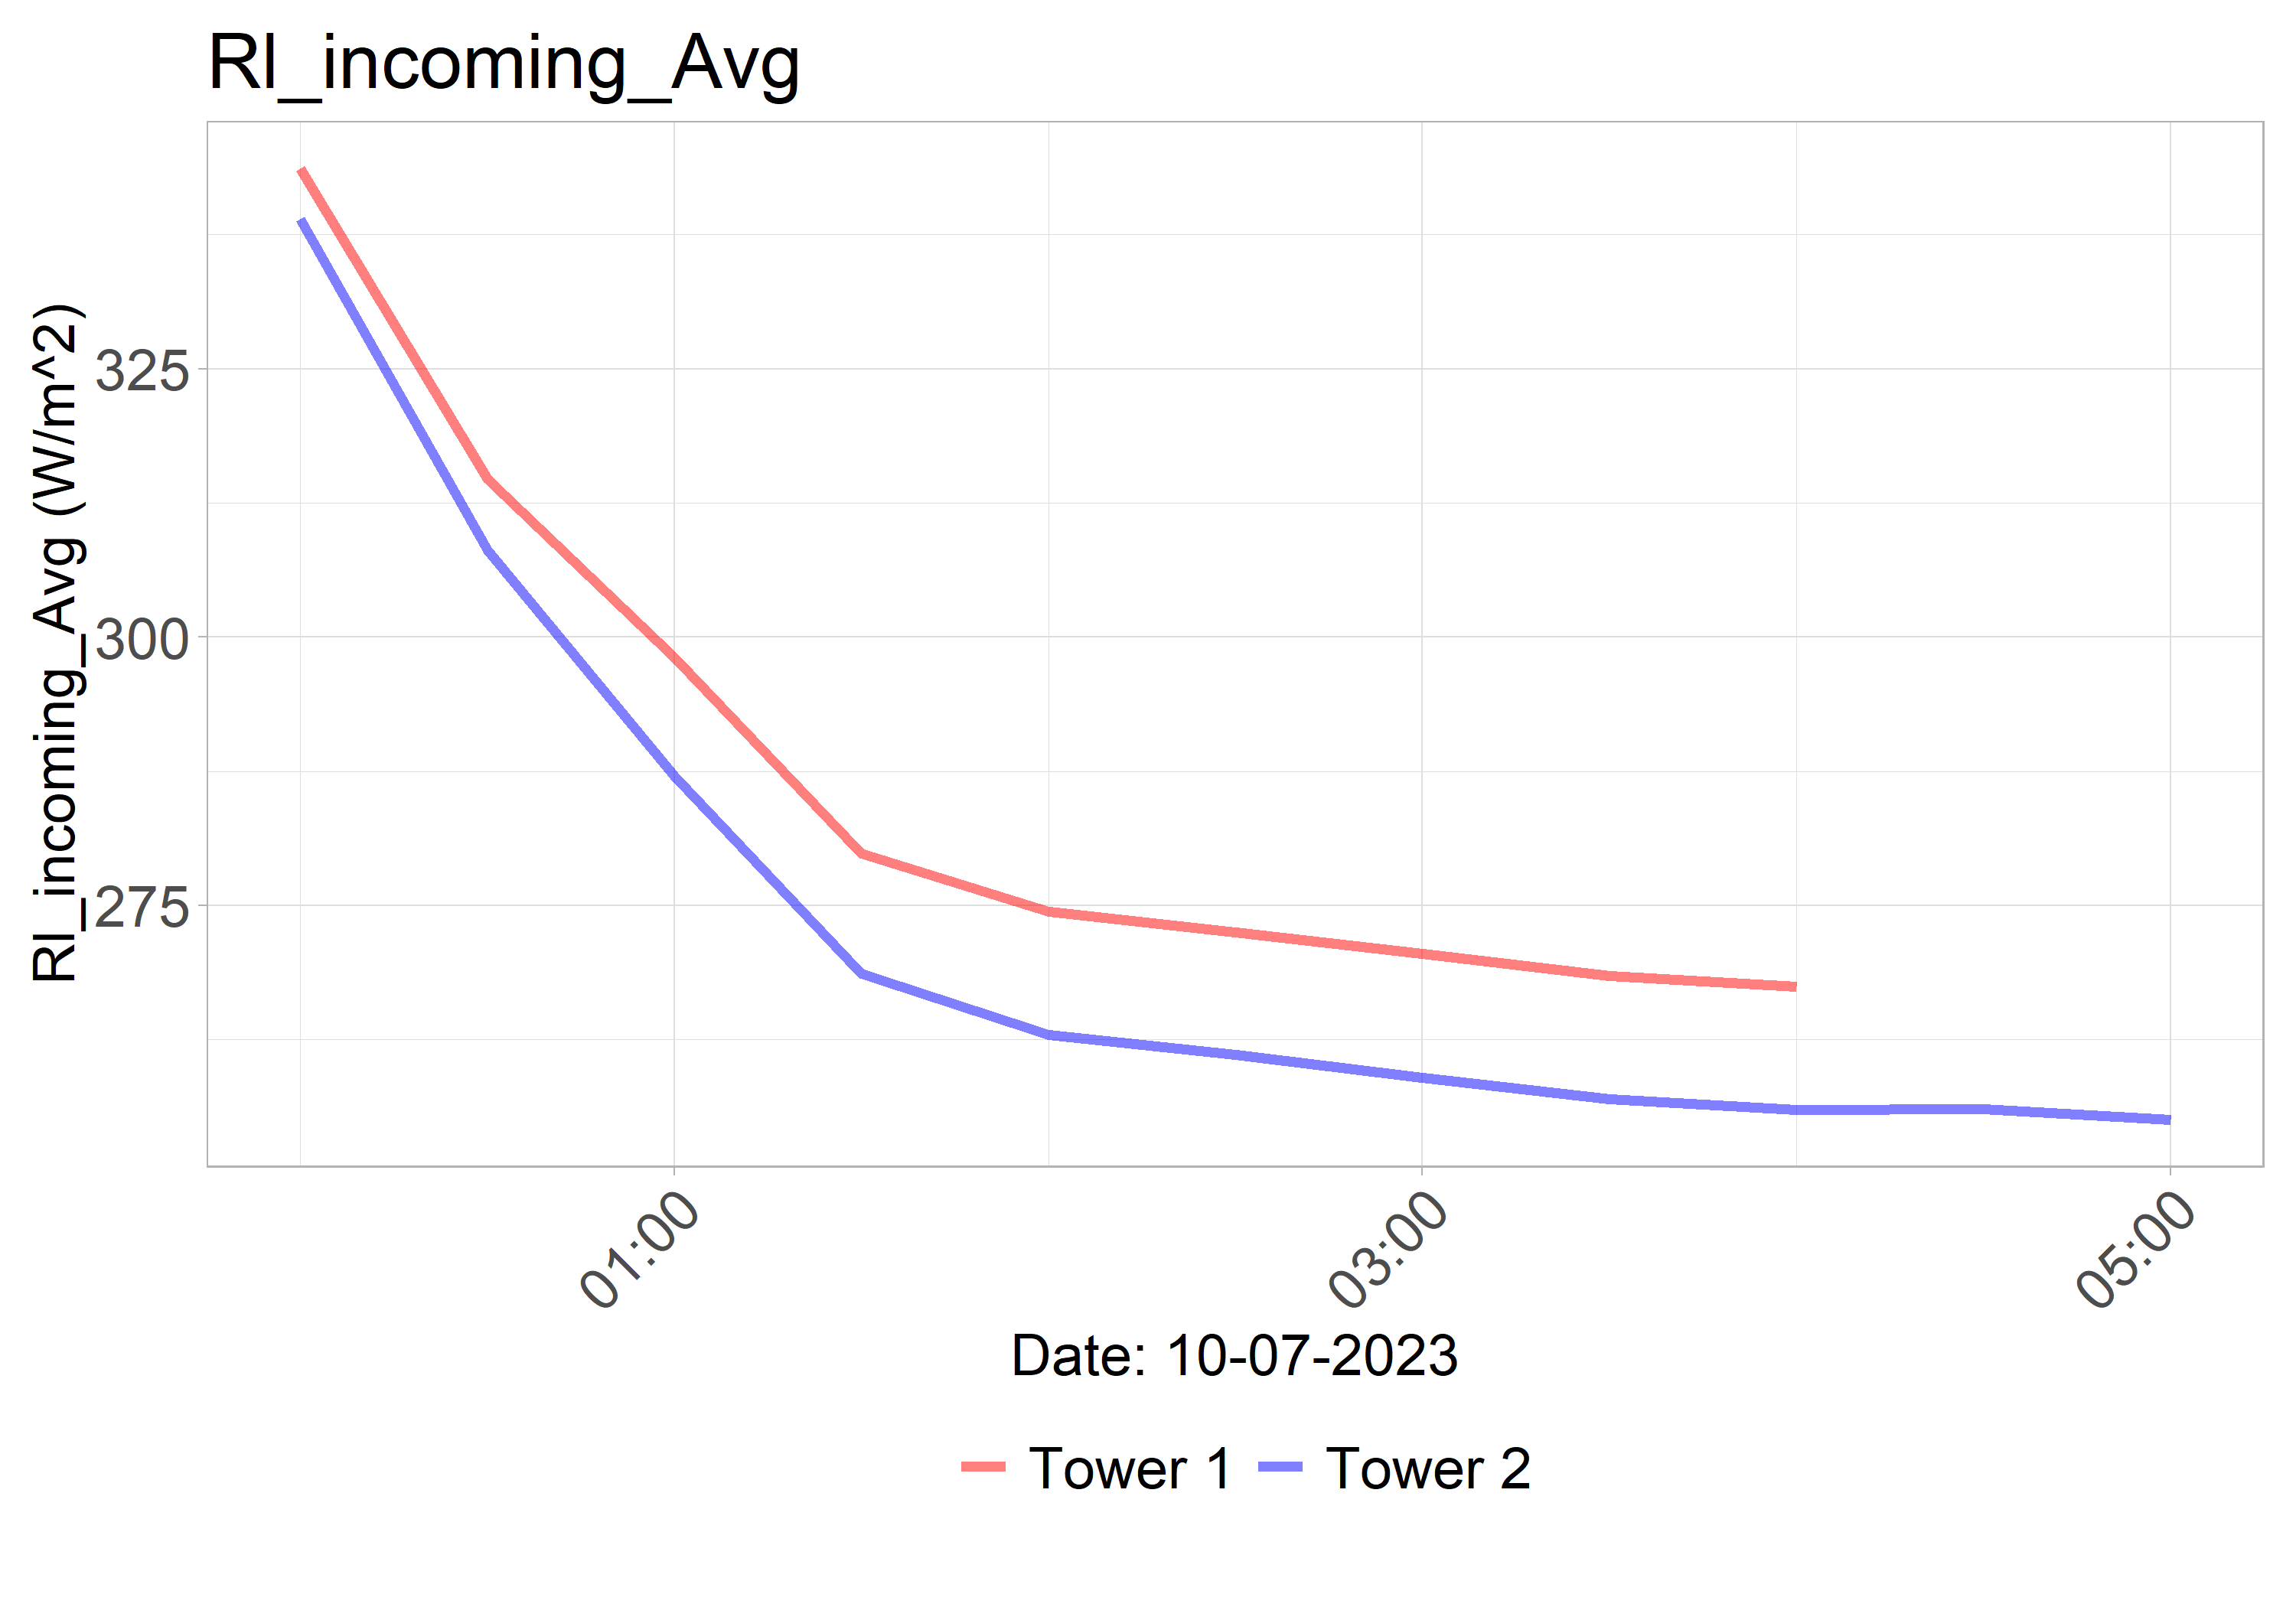 Rl_incoming_Avg
Rl_incoming_Avg (W/m^2)
325
300
275
01:00
03:00
05:00
Date: 10-07-2023
Tower 1
Tower 2